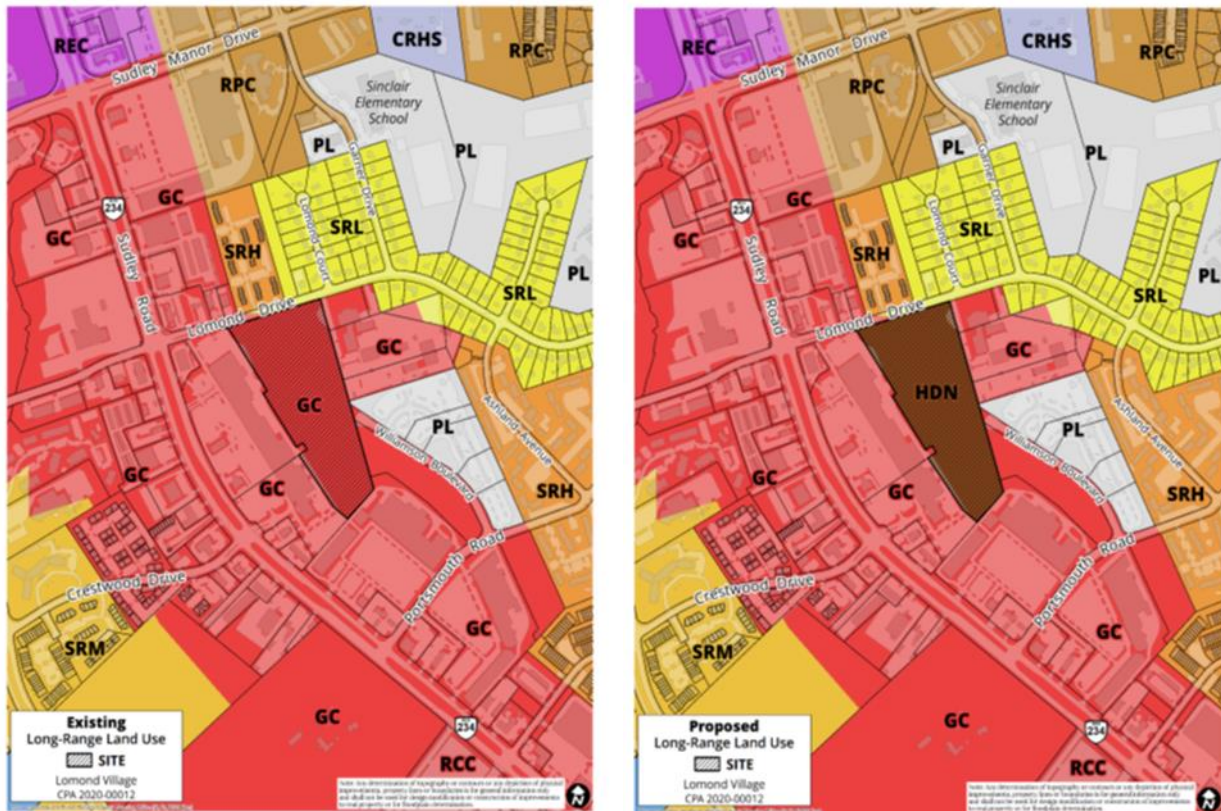 REC
Sudley Manor Drive
RPC
CRHS
RPC
Sinclair
Elementary
School
PL
PL
Garner Drive
GC
234
GC
Sudley Road
SRH
Lomond Court
SRL
PL
SRL
Lomond Drive
GC
GC
PL
Ashland Avenue
Williamson Boulevard
GC
GC
SRH
Portsmouth Road
Crestwood Drive
GC
SRM
GC
234
RCC
Existing
Long-Range Land Use
SITE
Lomond Village
CPA 2020-00012
N
REC
Sudley Manor Drive
RPC
CRHS
RPC
Sinclair
Elementary
School
PL
PL
Garner Drive
GC
234
GC
Sudley Road
SRH
Lomond Court
SRL
PL
SRL
Lomond Drive
GC
HDN
PL
Ashland Avenue
Williamson Boulevard
GC
GC
SRH
Portsmouth Road
Crestwood Drive
GC
SRM
GC
234
RCC
Proposed
Long-Range Land Use
SITE
Lomond Village
CPA 2020-00012
N